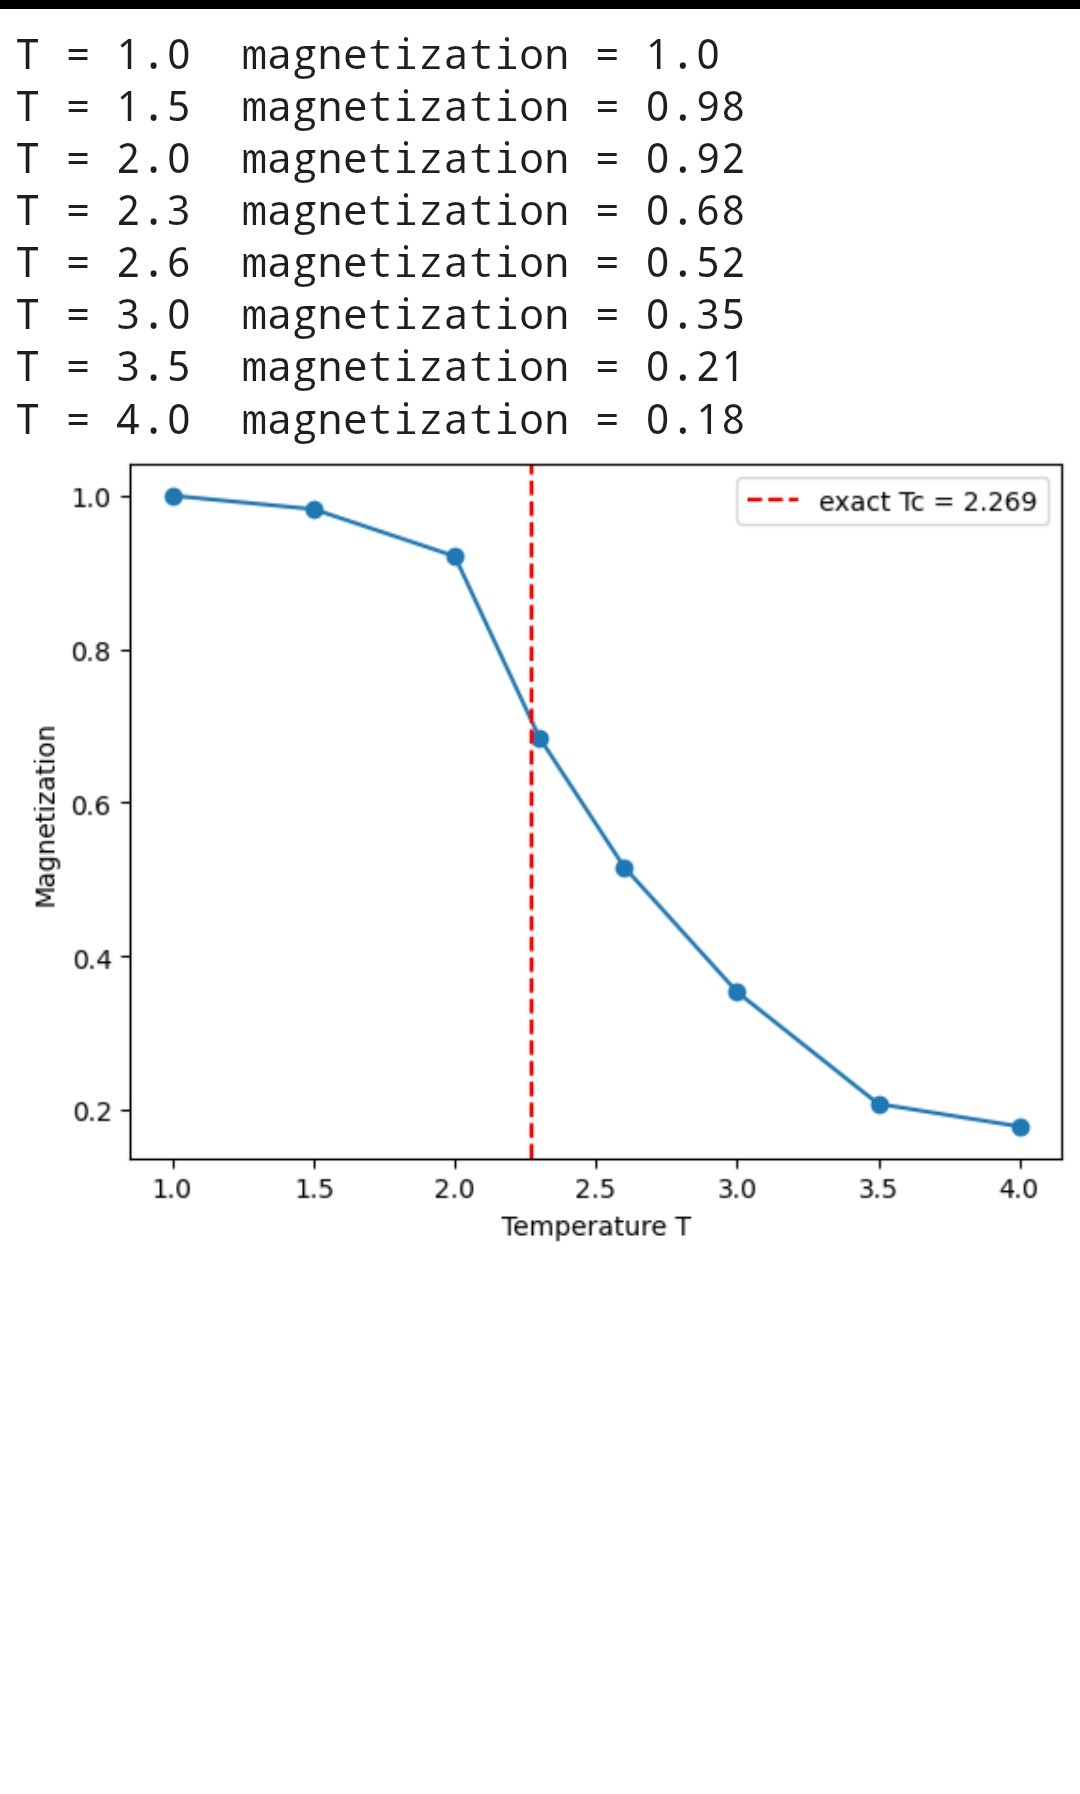 T = 1.0  magnetization = 1.0
T = 1.5  magnetization = 0.98
T = 2.0  magnetization = 0.92
T = 2.3  magnetization = 0.68
T = 2.6  magnetization = 0.52
T = 3.0  magnetization = 0.35
T = 3.5  magnetization = 0.21
T = 4.0  magnetization = 0.18
exact Tc = 2.269
1.0
0.8
0.6
0.4
0.2
Magnetization
1.0 1.5 2.0 2.5 3.0 3.5 4.0
Temperature T